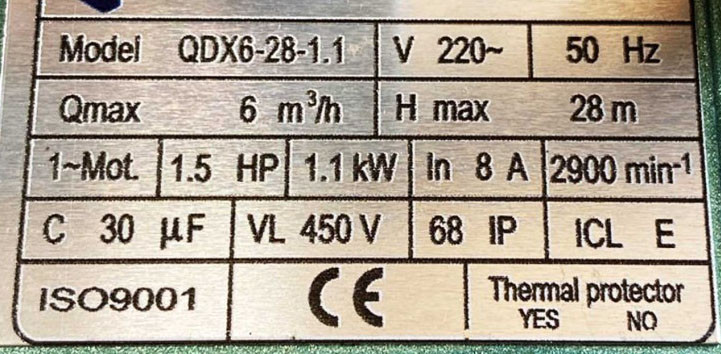 Model QDX6-28-1.1 V 220~ 50 Hz
Qmax 6 m³/h H max 28 m
1~Mot. 1.5 HP 1.1 kW In 8 A 2900 min⁻¹
C 30 µF VL 450 V 68 IP ICL E
ISO9001 CE Thermal protector
YES NO